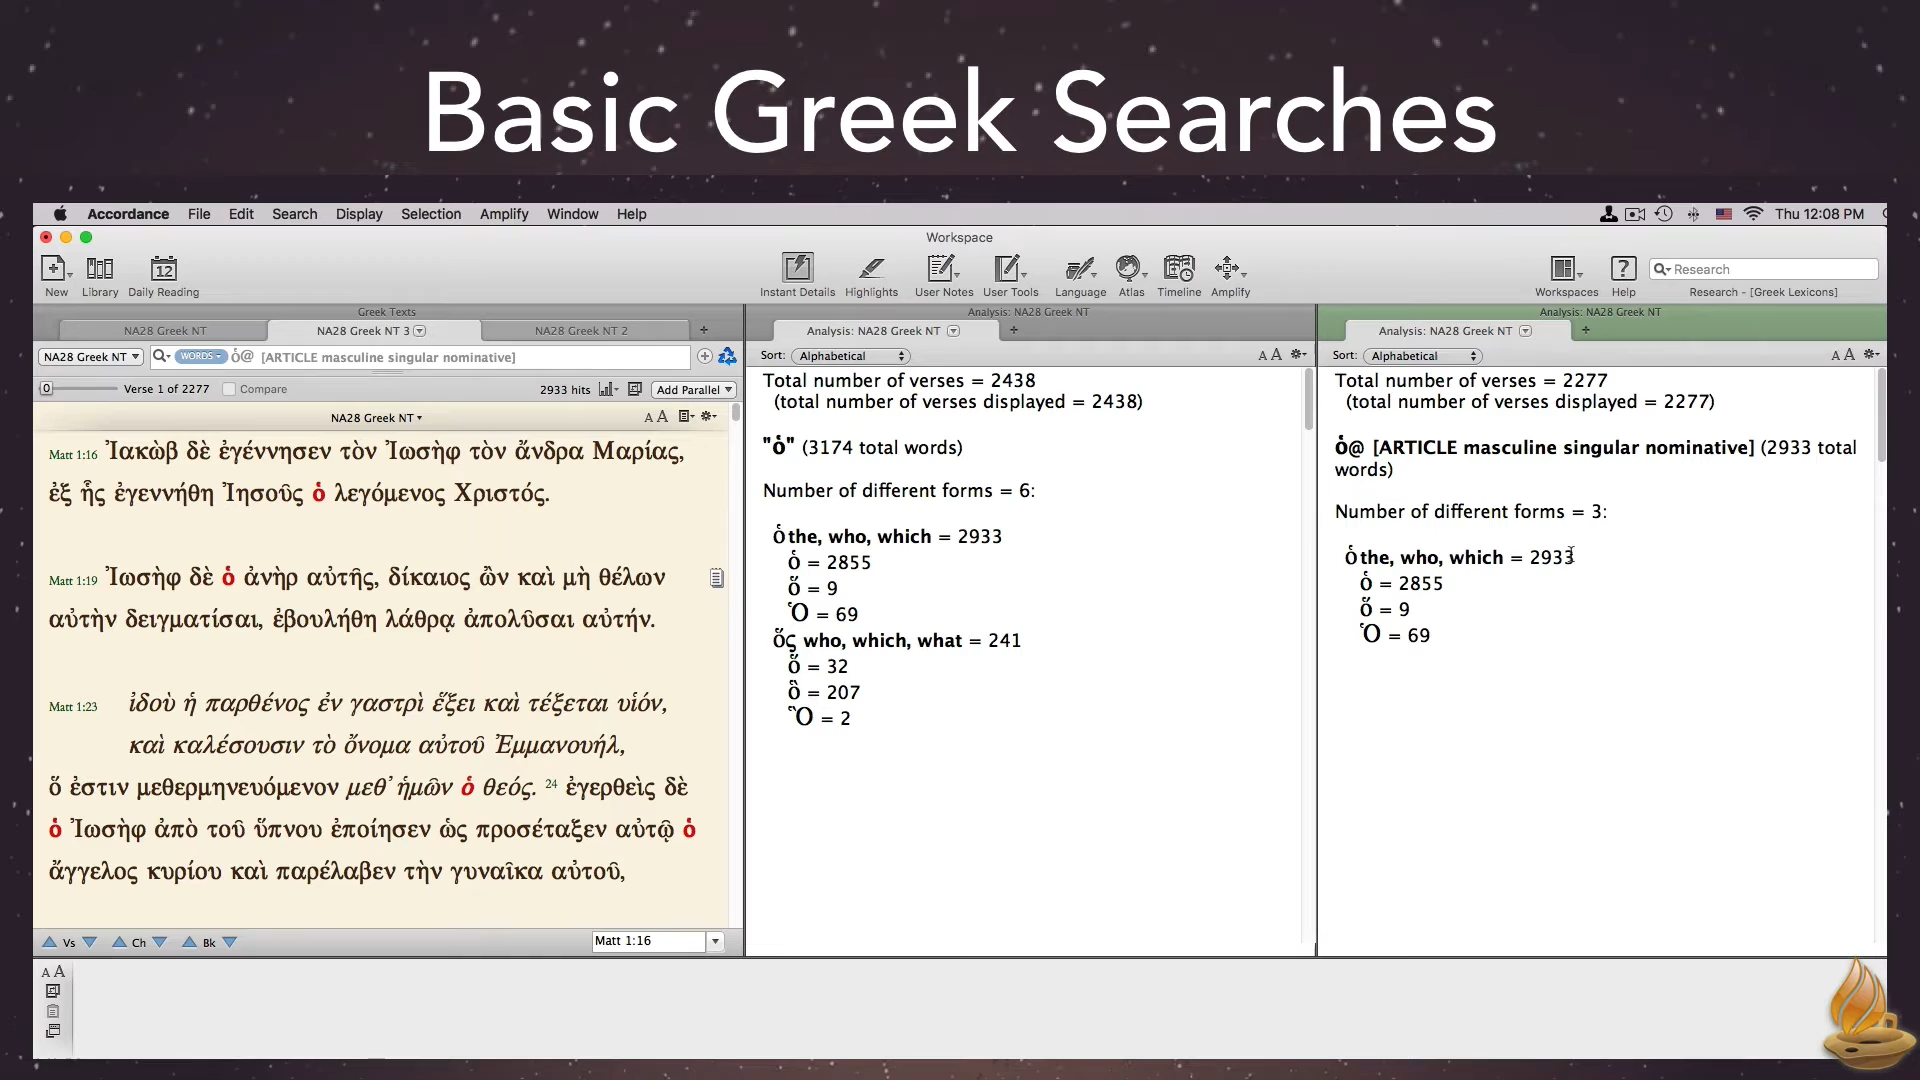 Basic Greek Searches
Accordance File Edit Search Display Selection Amplify Window Help
Thu 12:08 PM
Workspace
12
New Library Daily Reading
Instant Details Highlights User Notes User Tools Language Atlas Timeline Amplify
Workspaces Help
Research
Research - [Greek Lexicons]
Greek Texts
NA28 Greek NT NA28 Greek NT 3 NA28 Greek NT 2 +
NA28 Greek NT WORDS ὁ@ [ARTICLE masculine singular nominative]
0 Verse 1 of 2277 Compare 2933 hits Add Parallel
NA28 Greek NT
A A
Matt 1:16 Ἰακὼβ δὲ ἐγέννησεν τὸν Ἰωσὴφ τὸν ἄνδρα Μαρίας,
ἐξ ἧς ἐγεννήθη Ἰησοῦς ὁ λεγόμενος Χριστός.
Matt 1:19 Ἰωσὴφ δὲ ὁ ἀνὴρ αὐτῆς, δίκαιος ὢν καὶ μὴ θέλων
αὐτὴν δειγματίσαι, ἐβουλήθη λάθρᾳ ἀπολῦσαι αὐτήν.
Matt 1:23 ἰδοὺ ἡ παρθένος ἐν γαστρὶ ἕξει καὶ τέξεται υἱόν,
καὶ καλέσουσιν τὸ ὄνομα αὐτοῦ Ἐμμανουήλ,
ὅ ἐστιν μεθερμηνευόμενον μεθ᾽ ἡμῶν ὁ θεός. 24 ἐγερθεὶς δὲ
ὁ Ἰωσὴφ ἀπὸ τοῦ ὕπνου ἐποίησεν ὡς προσέταξεν αὐτῷ ὁ
ἄγγελος κυρίου καὶ παρέλαβεν τὴν γυναῖκα αὐτοῦ,
Vs Ch Bk Matt 1:16
A A
Analysis: NA28 Greek NT
Analysis: NA28 Greek NT +
Sort: Alphabetical A A
Total number of verses = 2438
(total number of verses displayed = 2438)
"ὁ" (3174 total words)
Number of different forms = 6:
ὁ the, who, which = 2933
ὁ = 2855
ὅ = 9
Ὁ = 69
ὅς who, which, what = 241
ὅ = 32
ὃ = 207
Ὃ = 2
Analysis: NA28 Greek NT
Analysis: NA28 Greek NT +
Sort: Alphabetical A A
Total number of verses = 2277
(total number of verses displayed = 2277)
ὁ@ [ARTICLE masculine singular nominative] (2933 total
words)
Number of different forms = 3:
ὁ the, who, which = 2933
ὁ = 2855
ὅ = 9
Ὁ = 69